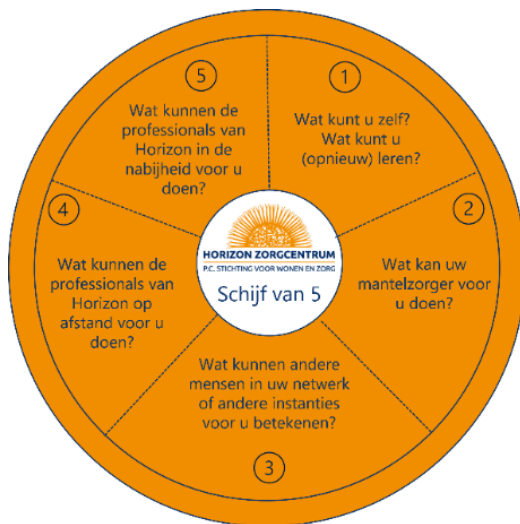 1
Wat kunt u zelf?
Wat kunt u
(opnieuw) leren?
2
Wat kan uw
mantelzorger voor
u doen?
3
Wat kunnen andere
mensen in uw netwerk
of andere instanties
voor u betekenen?
4
Wat kunnen de
professionals van
Horizon op
afstand voor u
doen?
5
Wat kunnen de
professionals van
Horizon in de
nabijheid voor u
doen?
HORIZON ZORGCENTRUM
P.C. STICHTING VOOR WONEN EN ZORG
Schijf van 5